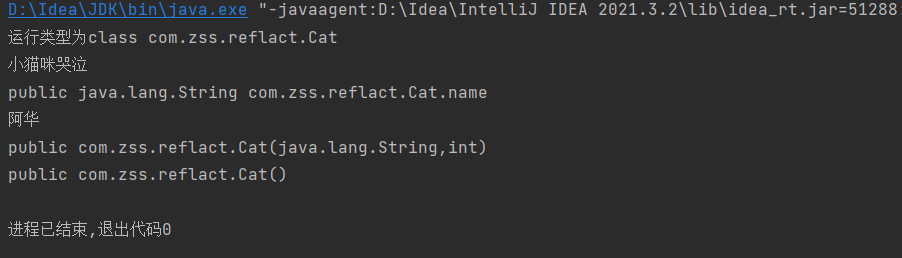 D:\Idea\JDK\bin\java.exe "-javaagent:D:\Idea\IntelliJ IDEA 2021.3.2\lib\idea_rt.jar=51288:
运行类型为class com.zss.reflact.Cat
小猫咪哭泣
public java.lang.String com.zss.reflact.Cat.name
阿华
public com.zss.reflact.Cat(java.lang.String,int)
public com.zss.reflact.Cat()
进程已结束,退出代码0